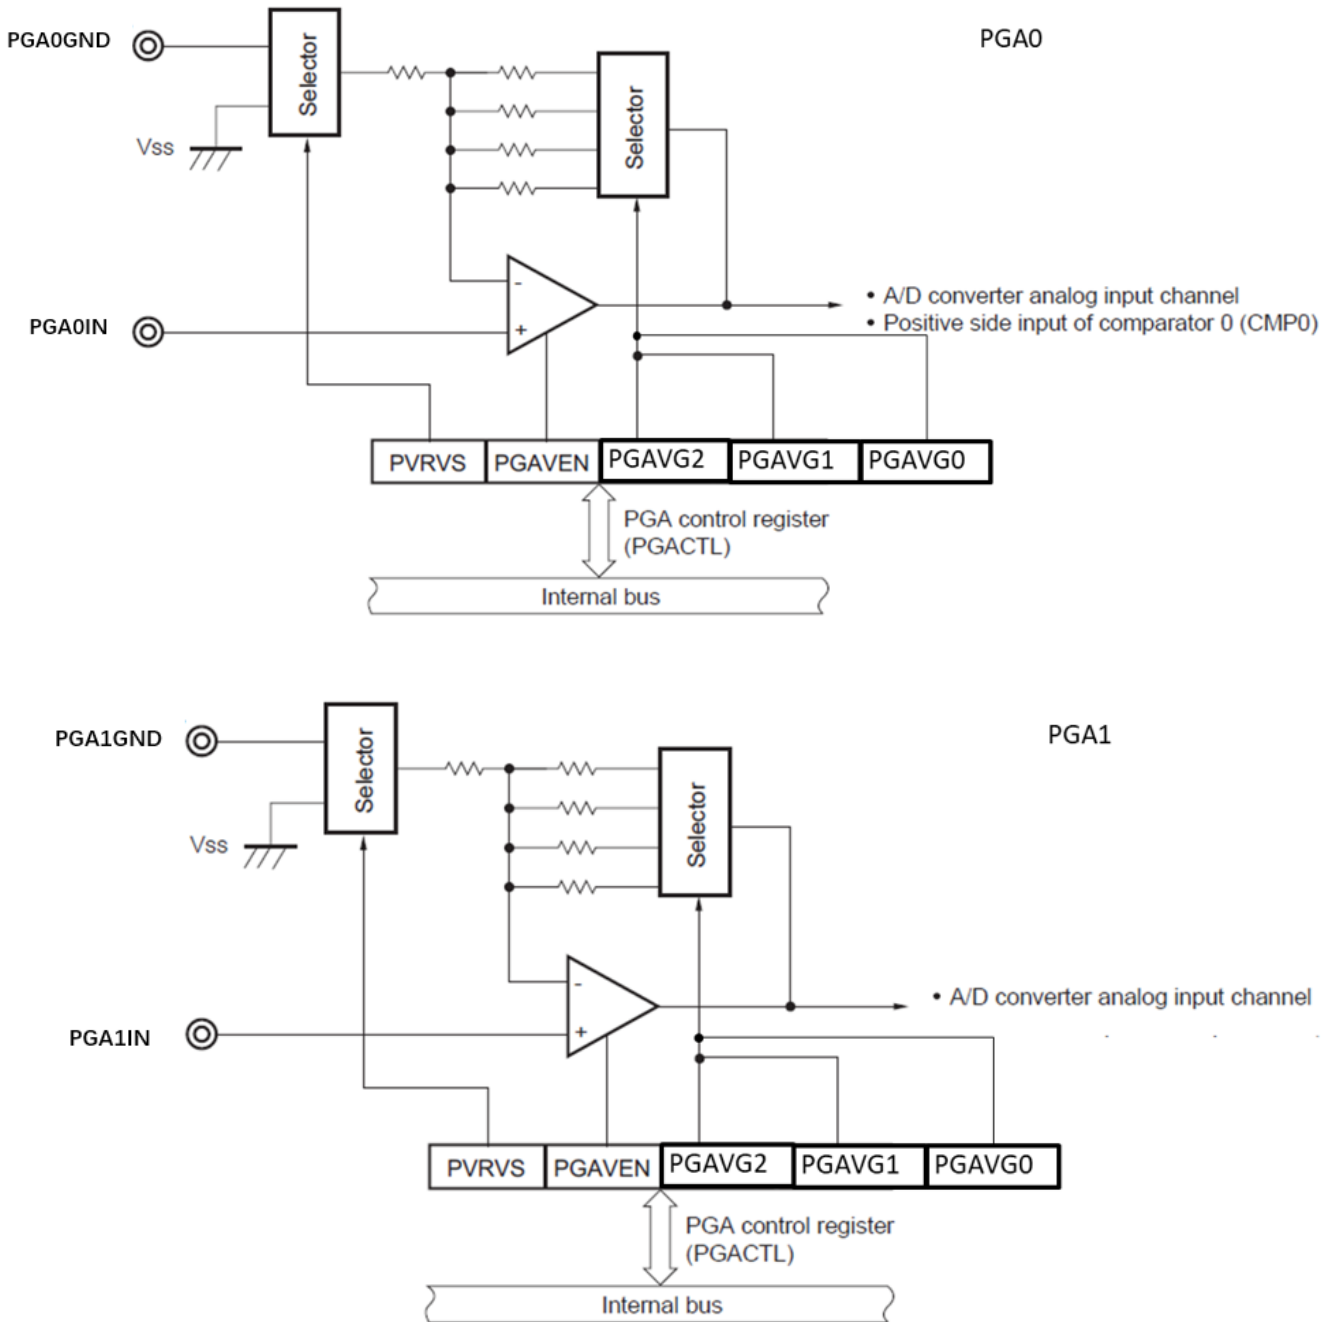 PGA0GND
Selector
PGA0
Selector
Vss
-
PGA0IN
+
• A/D converter analog input channel
• Positive side input of comparator 0 (CMP0)
PVRVS PGAVEN PGAVG2 PGAVG1 PGAVG0
PGA control register
(PGACTL)
Internal bus
PGA1GND
Selector
PGA1
Selector
Vss
-
PGA1IN
+
• A/D converter analog input channel
PVRVS PGAVEN PGAVG2 PGAVG1 PGAVG0
PGA control register
(PGACTL)
Internal bus